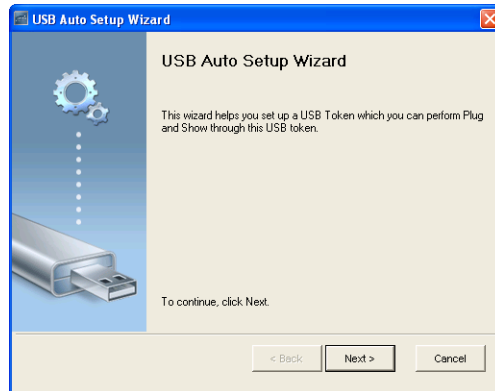 USB Auto Setup Wizard
USB Auto Setup Wizard
This wizard helps you set up a USB Token which you can perform Plug
and Show through this USB token.
To continue, click Next.
< Back
Next >
Cancel